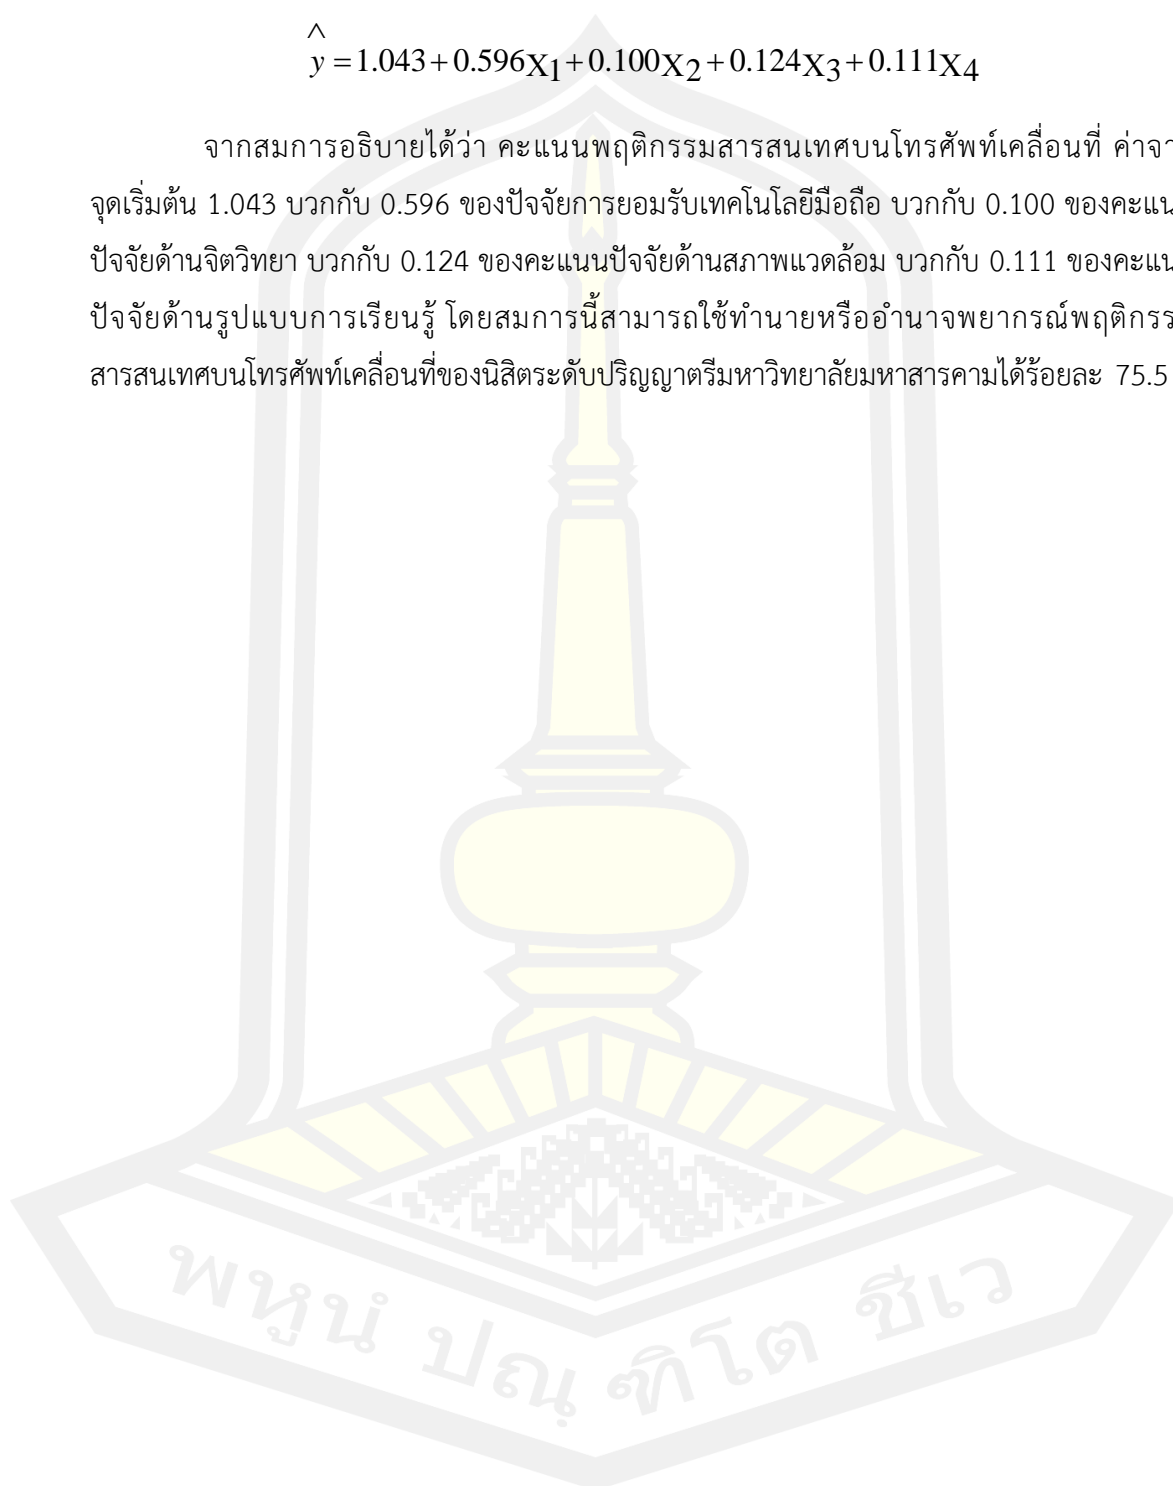 ^
y = 1.043 + 0.596X1 + 0.100X2 + 0.124X3 + 0.111X4
จากสมการอธิบายได้ว่า คะแนนพฤติกรรมสารสนเทศบนโทรศัพท์เคลื่อนที่ ค่าจา
จุดเริ่มต้น 1.043 บวกกับ 0.596 ของปัจจัยการยอมรับเทคโนโลยีมือถือ บวกกับ 0.100 ของคะแน
ปัจจัยด้านจิตวิทยา บวกกับ 0.124 ของคะแนนปัจจัยด้านสภาพแวดล้อม บวกกับ 0.111 ของคะแน
ปัจจัยด้านรูปแบบการเรียนรู้ โดยสมการนี้สามารถใช้ทำนายหรืออำนาจพยากรณ์พฤติกรร
สารสนเทศบนโทรศัพท์เคลื่อนที่ของนิสิตระดับปริญญาตรีมหาวิทยาลัยมหาสารคามได้ร้อยละ 75.5
พหูนํ ปณฺฑิโต ชีเว